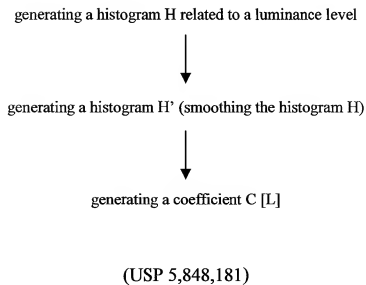 generating a histogram H related to a luminance level
generating a histogram H’ (smoothing the histogram H)
generating a coefficient C [L]
(USP 5,848,181)